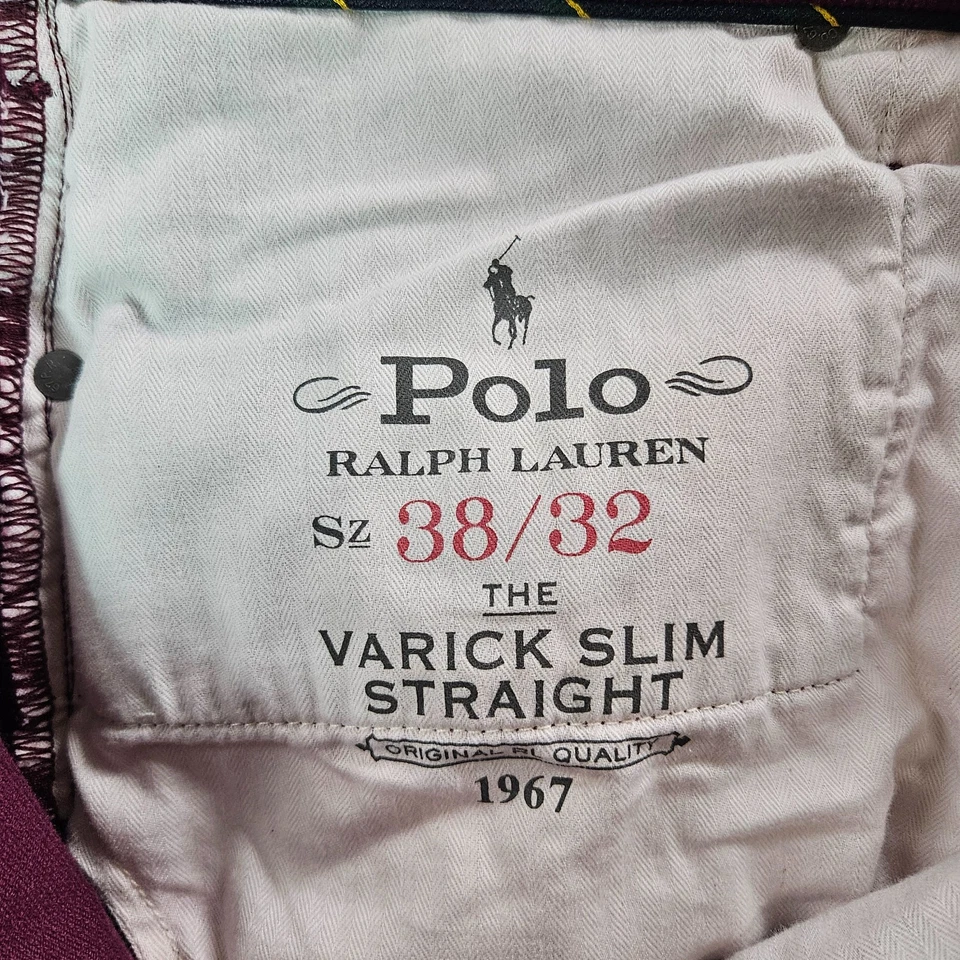 Polo
RALPH LAUREN
Sz 38/32
THE
VARICK SLIM
STRAIGHT
ORIGINAL RL QUALITY
1967